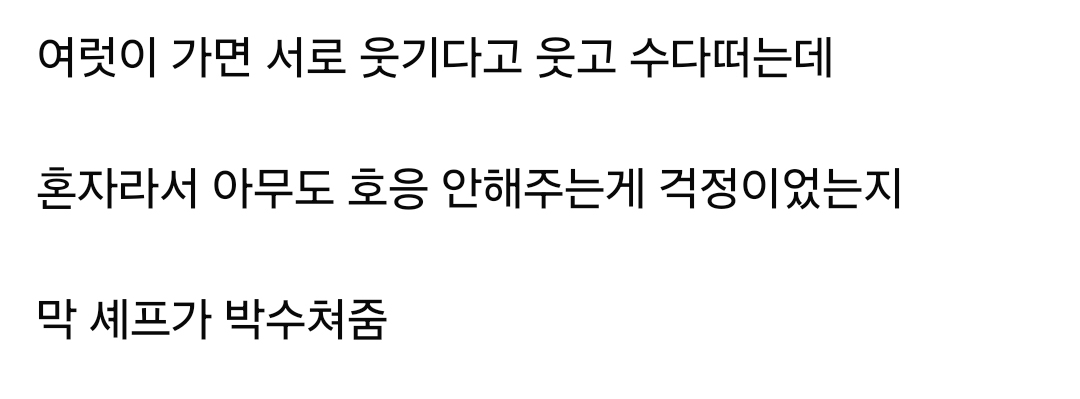 여럿이 가면 서로 웃기다고 웃고 수다떠는데
혼자라서 아무도 호응 안해주는게 걱정이었는지
막 셰프가 박수쳐줌